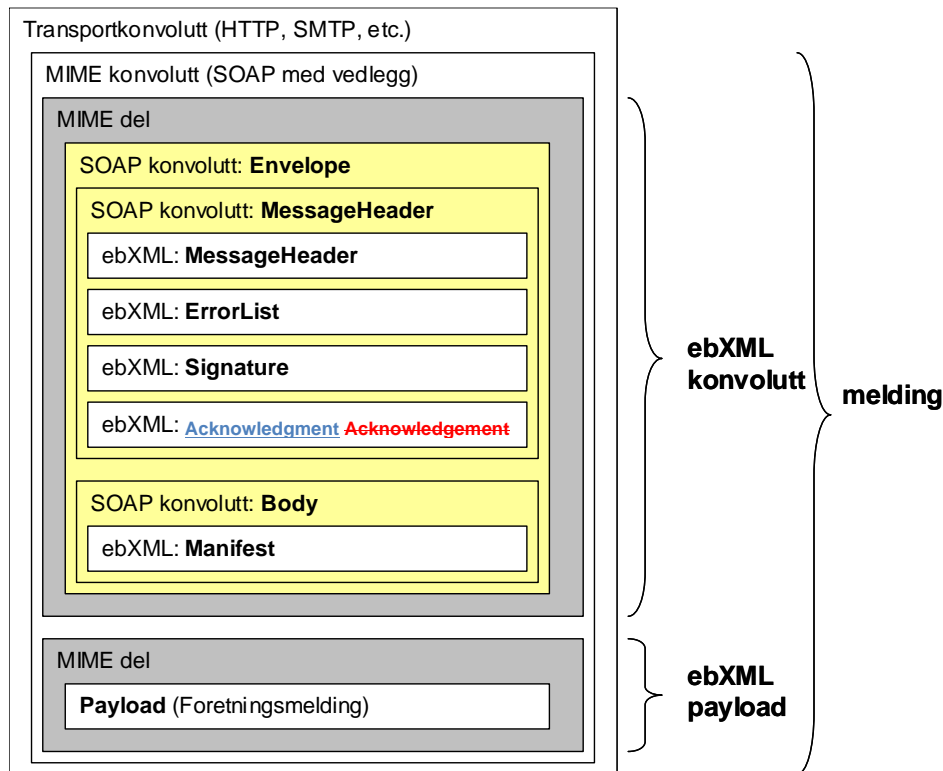 Transportkonvolutt (HTTP, SMTP, etc.)
MIME konvolutt (SOAP med vedlegg)
MIME del
SOAP konvolutt: Envelope
SOAP konvolutt: MessageHeader
ebXML: MessageHeader
ebXML: ErrorList
ebXML: Signature
ebXML: Acknowledgment Acknowledgement
SOAP konvolutt: Body
ebXML: Manifest
MIME del
Payload (Foretningsmelding)
ebXML
konvolutt
melding
ebXML
payload